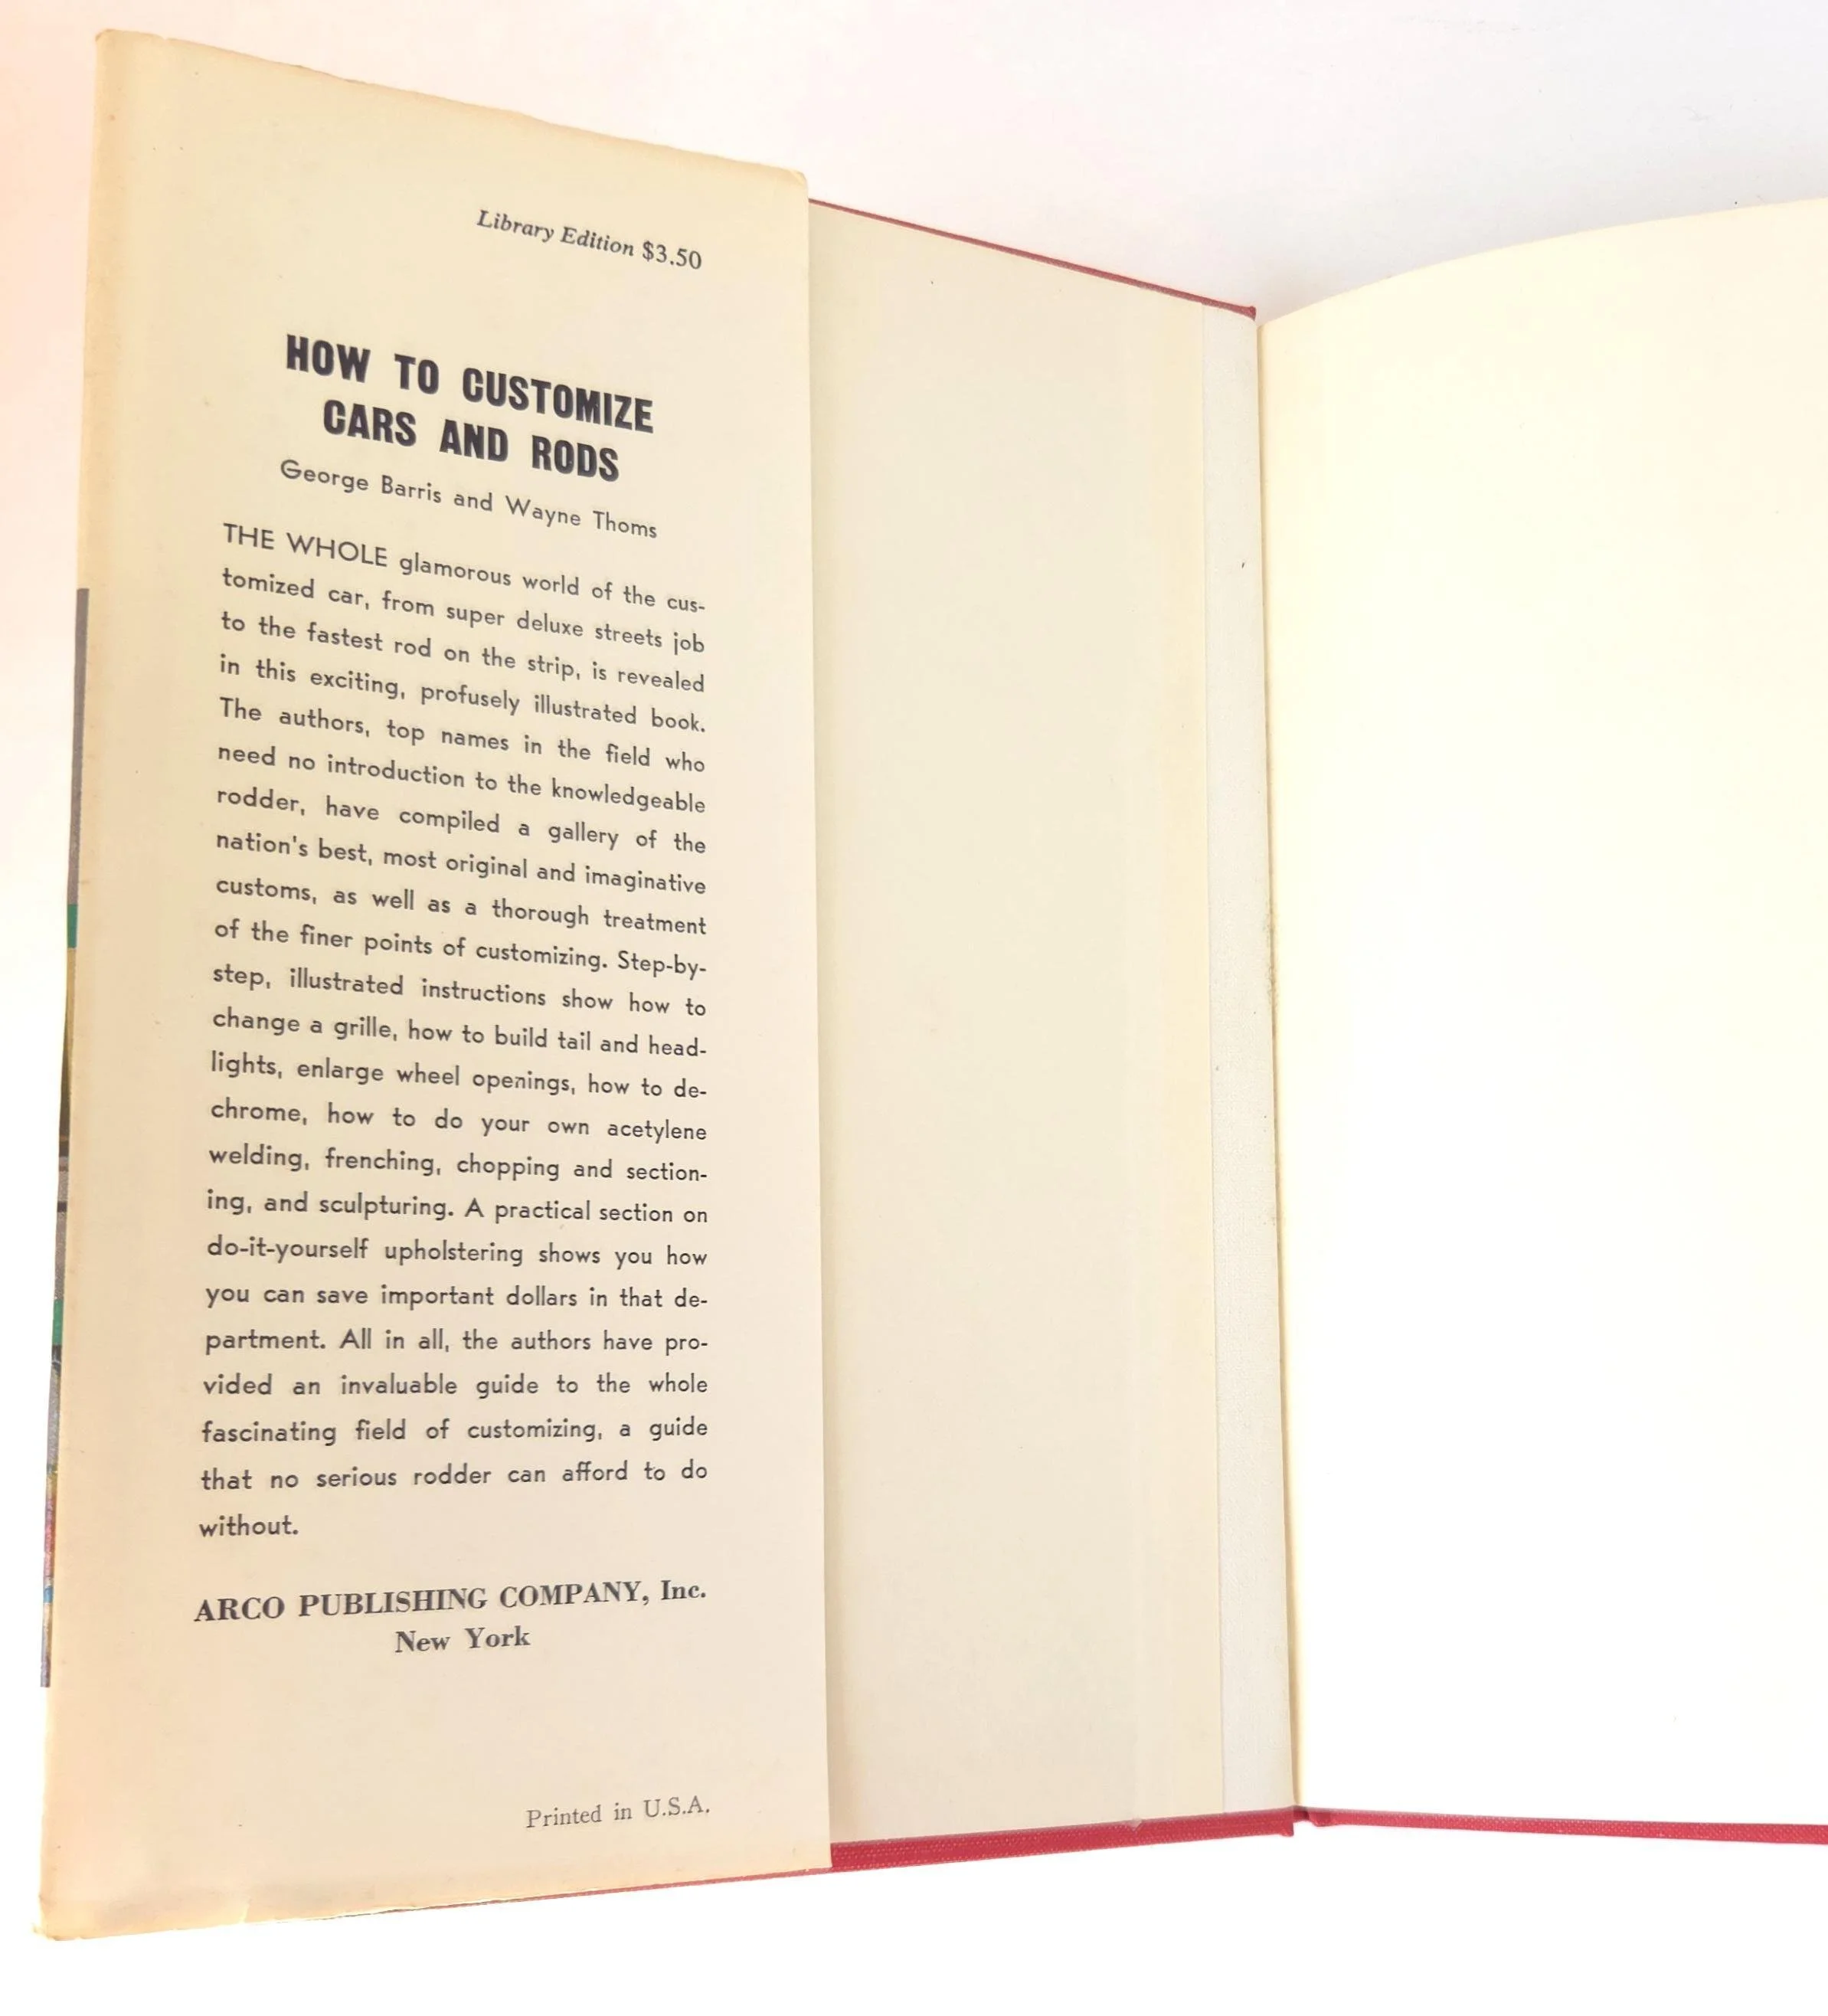 Library Edition $3.50
HOW TO CUSTOMIZE
CARS AND RODS
George Barris and Wayne Thoms
THE WHOLE glamorous world of the cus-
tomized car, from super deluxe streets job
to the fastest rod on the strip, is revealed
in this exciting, profusely illustrated book.
The authors, top names in the field who
need no introduction to the knowledgeable
rodder, have compiled a gallery of the
nation's best, most original and imaginative
customs, as well as a thorough treatment
of the finer points of customizing. Step-by-
step, illustrated instructions show how to
change a grille, how to build tail and head-
lights, enlarge wheel openings, how to de-
chrome, how to do your own acetylene
welding, frenching, chopping and section-
ing, and sculpturing. A practical section on
do-it-yourself upholstering shows you how
you can save important dollars in that de-
partment. All in all, the authors have pro-
vided an invaluable guide to the whole
fascinating field of customizing, a guide
that no serious rodder can afford to do
without.
ARCO PUBLISHING COMPANY, Inc.
New York
Printed in U.S.A.